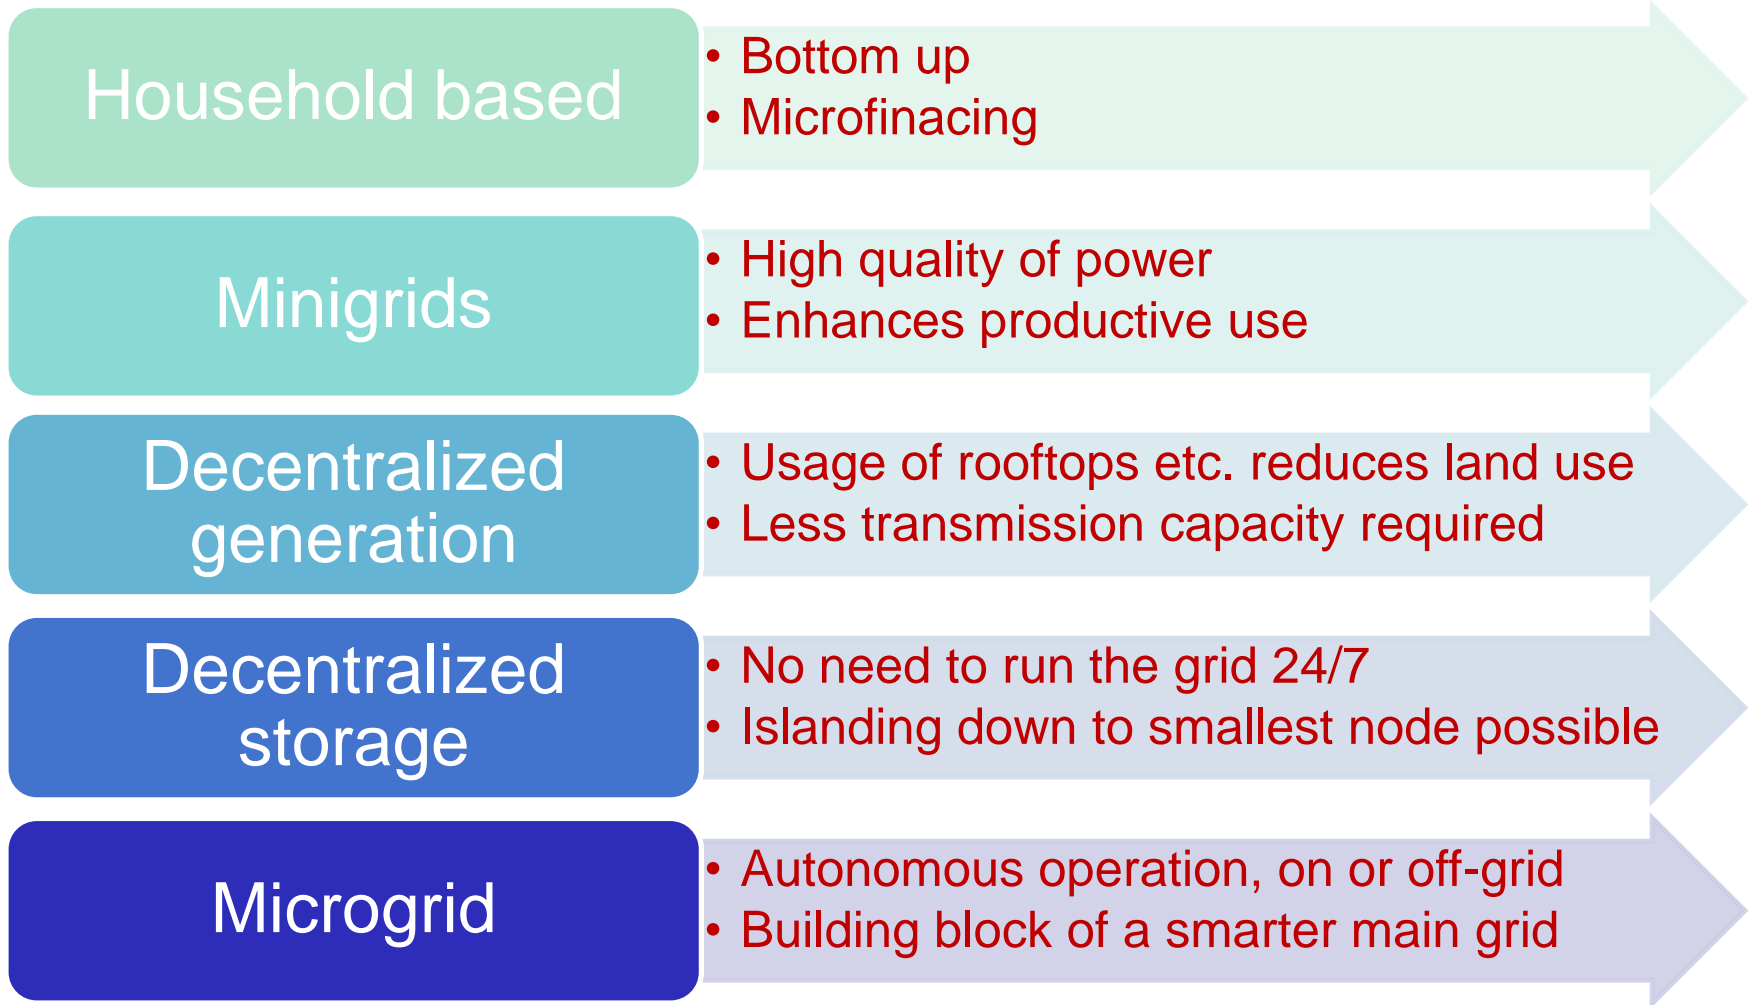 Household based
• Bottom up
• Microfinacing
Minigrids
• High quality of power
• Enhances productive use
Decentralized
generation
• Usage of rooftops etc. reduces land use
• Less transmission capacity required
Decentralized
storage
• No need to run the grid 24/7
• Islanding down to smallest node possible
Microgrid
• Autonomous operation, on or off-grid
• Building block of a smarter main grid